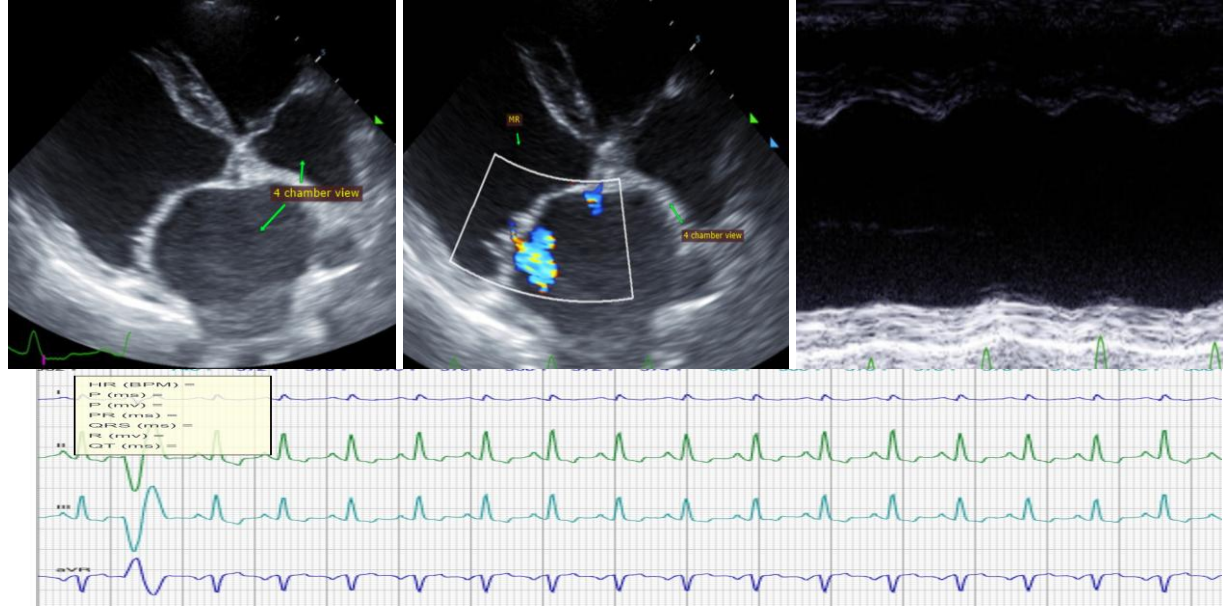 4 chamber view
MR
4 chamber view
I
HR (BPM) =
P (ms) =
P (mv) =
PR (ms) =
QRS (ms) =
R (mv) =
QT (ms) =
II
III
aVR